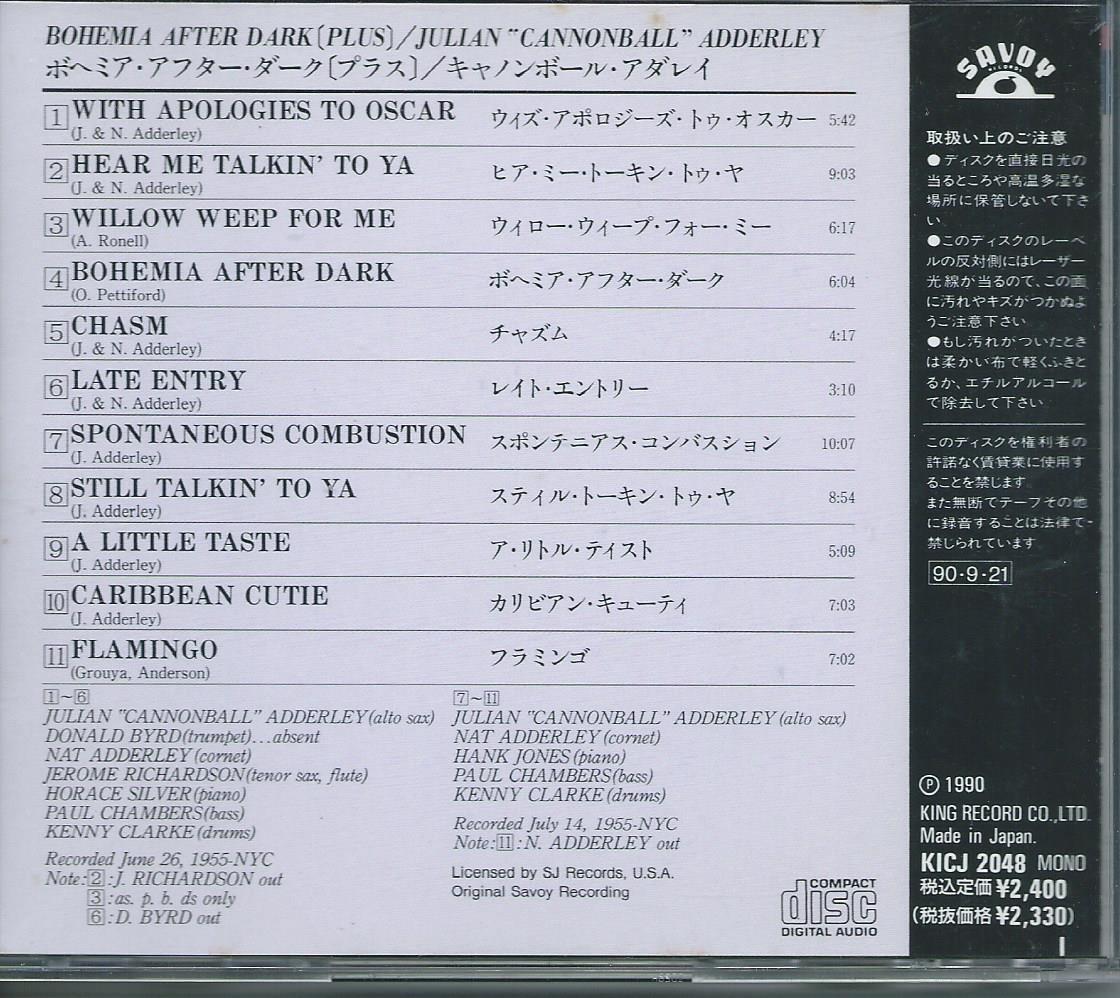 BOHEMIA AFTER DARK〔PLUS〕／JULIAN "CANNONBALL" ADDERLEY
ボヘミア・アフター・ダーク〔プラス〕／キャノンボール・アダレイ
1 WITH APOLOGIES TO OSCAR ウィズ・アポロジーズ・トゥ・オスカー 5:42
(J. & N. Adderley)
2 HEAR ME TALKIN' TO YA ヒア・ミー・トーキン・トゥ・ヤ 9:03
(J. & N. Adderley)
3 WILLOW WEEP FOR ME ウィロー・ウィープ・フォー・ミー 6:17
(A. Ronell)
4 BOHEMIA AFTER DARK ボヘミア・アフター・ダーク 6:04
(O. Pettiford)
5 CHASM チャズム 4:17
(J. & N. Adderley)
6 LATE ENTRY レイト・エントリー 3:10
(J. & N. Adderley)
7 SPONTANEOUS COMBUSTION スポンテニアス・コンバスション 10:07
(J. Adderley)
8 STILL TALKIN' TO YA スティル・トーキン・トゥ・ヤ 8:54
(J. Adderley)
9 A LITTLE TASTE ア・リトル・ティスト 5:09
(J. Adderley)
10 CARIBBEAN CUTIE カリビアン・キューティ 7:03
(J. Adderley)
11 FLAMINGO フラミンゴ 7:02
(Grouya, Anderson)
1~6
JULIAN "CANNONBALL" ADDERLEY(alto sax)
DONALD BYRD(trumpet)...absent
NAT ADDERLEY(cornet)
JEROME RICHARDSON(tenor sax, flute)
HORACE SILVER(piano)
PAUL CHAMBERS(bass)
KENNY CLARKE(drums)
Recorded June 26, 1955-NYC
Note:2:J. RICHARDSON out
3:as. p. b. ds only
6:D. BYRD out
7~11
JULIAN "CANNONBALL" ADDERLEY(alto sax)
NAT ADDERLEY(cornet)
HANK JONES(piano)
PAUL CHAMBERS(bass)
KENNY CLARKE(drums)
Recorded July 14, 1955-NYC
Note:11:N. ADDERLEY out
Licensed by SJ Records, U.S.A.
Original Savoy Recording
COMPACT
disc
DIGITAL AUDIO
SAVOY
RECORDS
取扱い上のご注意
●ディスクを直接日光の
当るところや高温多湿な
場所に保管しないて下さ
い
●このディスクのレーベ
ルの反対側にはレーザー
光線が当るので、この面
に汚れやキズがつかぬよ
うご注意下さい
●もし汚れがついたとき
は柔かい布で軽くふきと
るか、エチルアルコール
で除去して下さい
このディスクを権利者の
許諾なく賃貸業に使用す
ることを禁じます
また無断でテープその他
に録音することは法律で
禁じられています
90・9・21
Ⓟ 1990
KING RECORD CO.,LTD.
Made in Japan.
KICJ 2048 MONO
税込定価 ¥2,400
(税抜価格 ¥2,330)
I